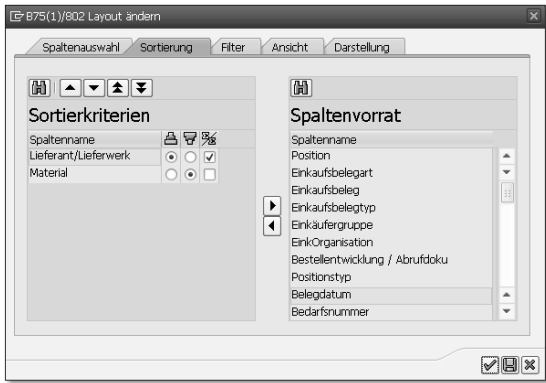 B75(1)/802 Layout ändern
Spaltenauswahl Sortierung Filter Ansicht Darstellung
Sortierkriterien
Spaltenname
Lieferant/Lieferwerk
Material
Spaltenvorrat
Spaltenname
Position
Einkaufsbelegart
Einkaufsbeleg
Einkaufsbelegtyp
Einkäufergruppe
EinkOrganisation
Bestellentwicklung / Abrufdoku
Positionstyp
Belegdatum
Bedarfsnummer